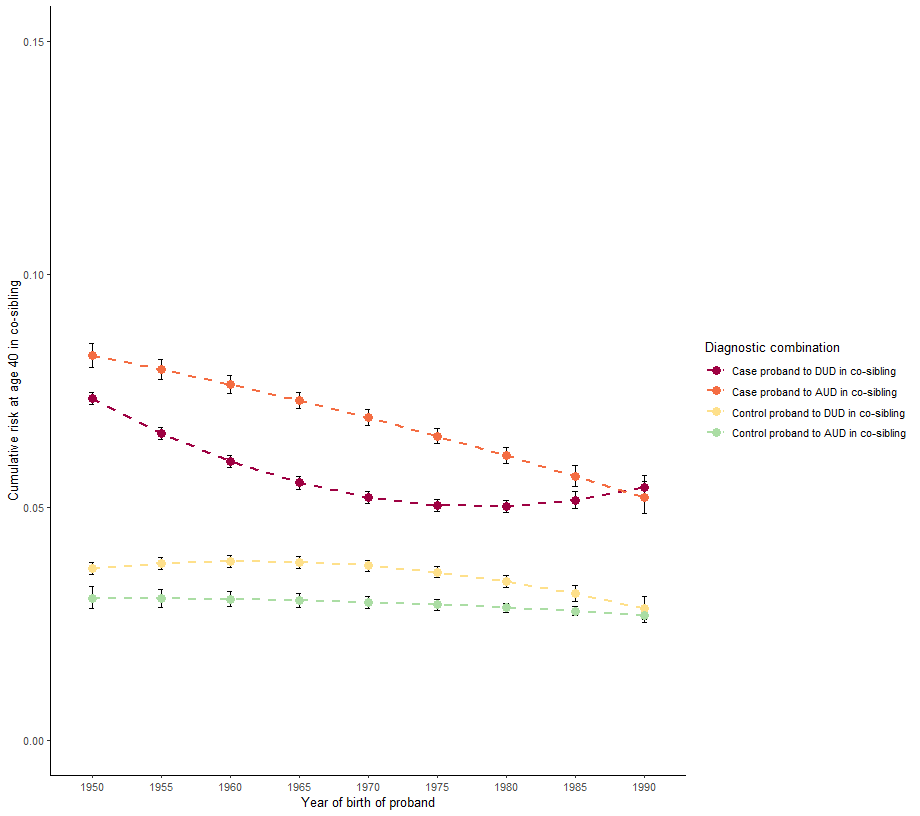 0.15
0.10
0.05
0.00
Cumulative risk at age 40 in co-sibling
1950 1955 1960 1965 1970 1975 1980 1985 1990
Year of birth of proband
Diagnostic combination
Case proband to DUD in co-sibling
Case proband to AUD in co-sibling
Control proband to DUD in co-sibling
Control proband to AUD in co-sibling